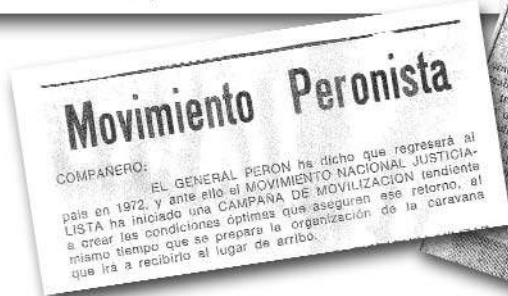 Movimiento Peronista
COMPAÑERO:
EL GENERAL PERON ha dicho que regresará al
país en 1972, y ante ello el MOVIMIENTO NACIONAL JUSTICIA-
LISTA ha iniciado una CAMPAÑA DE MOVILIZACION tendiente
a crear las condiciones óptimas que aseguren ese retorno, al
mismo tiempo que se prepara la organización de la caravana
que irá a recibirlo al lugar de arribo.